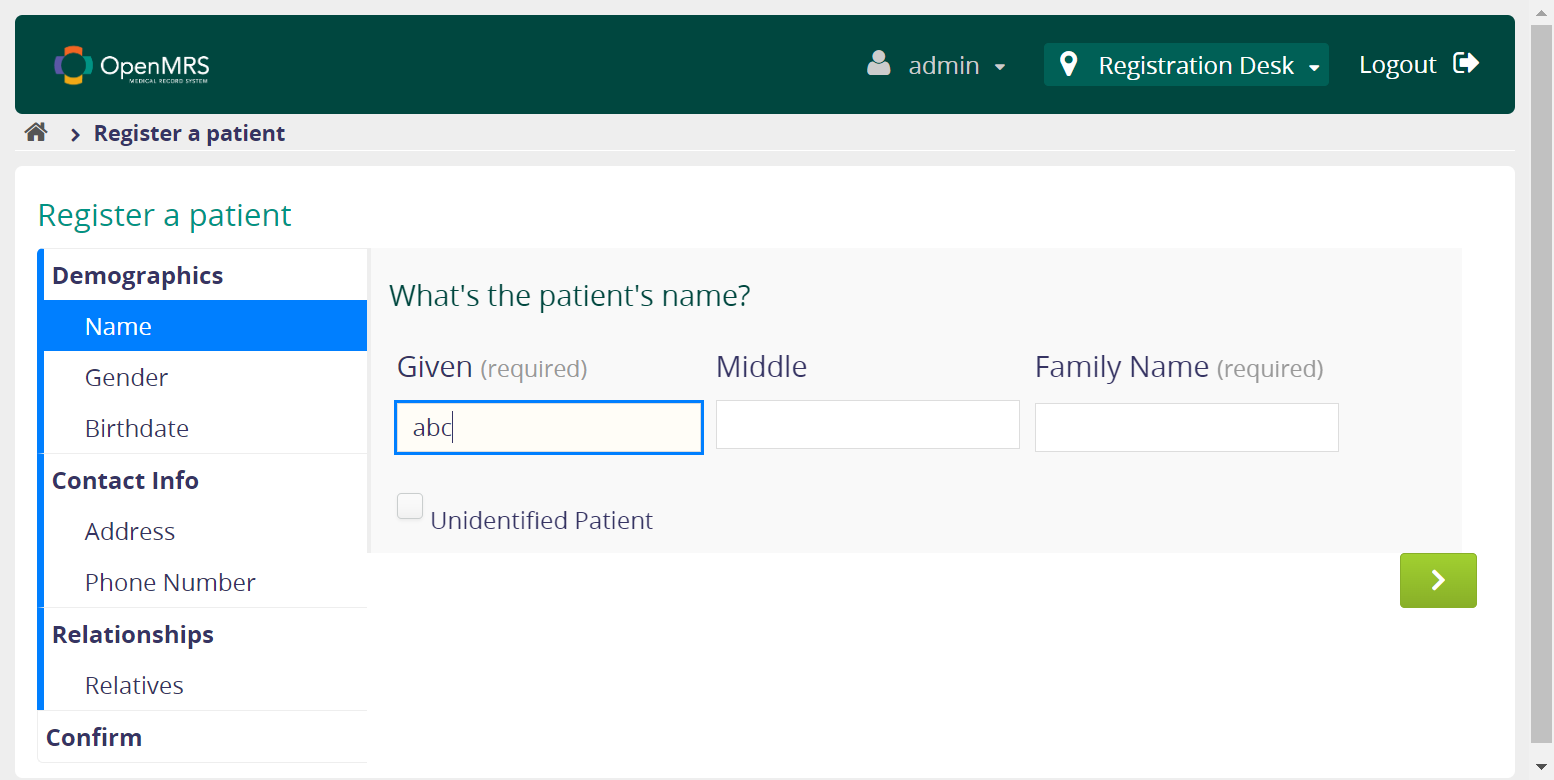 OpenMRS
MEDICAL RECORD SYSTEM
admin
Registration Desk
Logout
Register a patient
Register a patient
Demographics
Name
Gender
Birthdate
Contact Info
Address
Phone Number
Relationships
Relatives
Confirm
What's the patient's name?
Given (required)
Middle
Family Name (required)
abc
Unidentified Patient